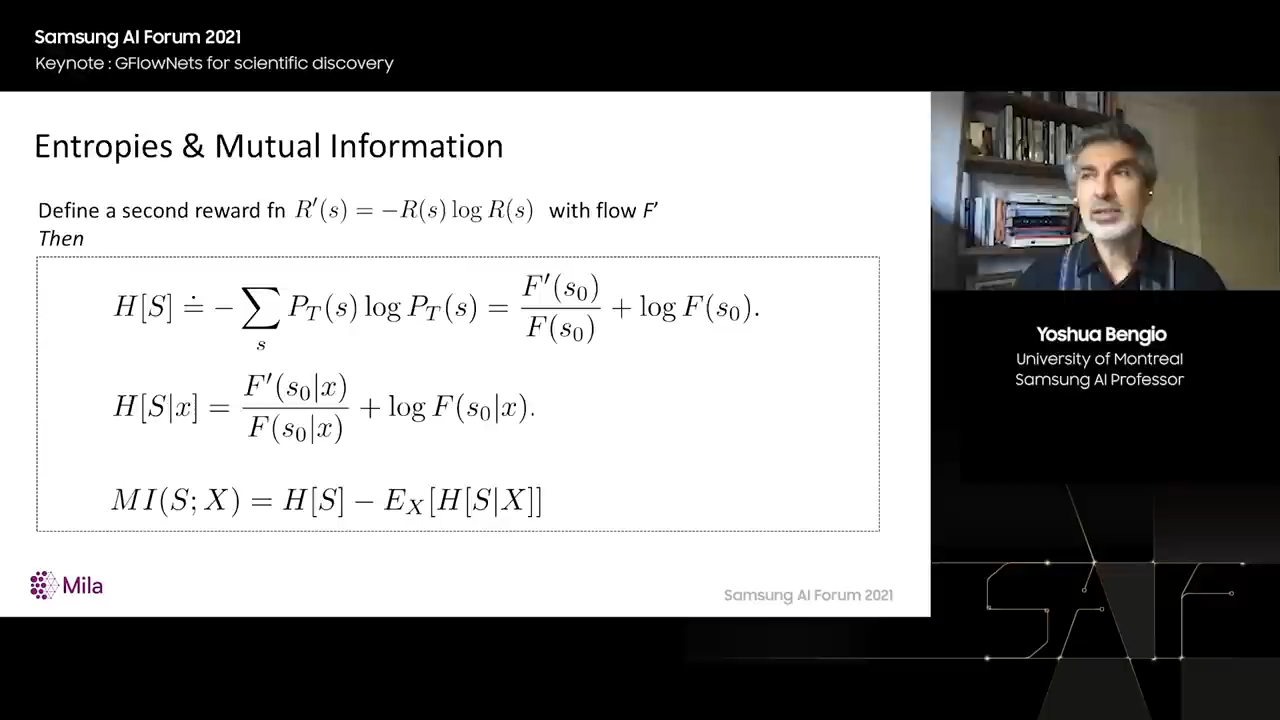 Samsung AI Forum 2021
Keynote : GFlowNets for scientific discovery
Entropies & Mutual Information
Define a second reward fn R′(s) = −R(s) log R(s) with flow F'
Then
H[S] ≐ − ∑_s P_T(s) log P_T(s) = F′(s_0) / F(s_0) + log F(s_0).
H[S|x] = F′(s_0|x) / F(s_0|x) + log F(s_0|x).
MI(S; X) = H[S] − E_X[H[S|X]]
Mila
Samsung AI Forum 2021
Yoshua Bengio
University of Montreal
Samsung AI Professor
SAF